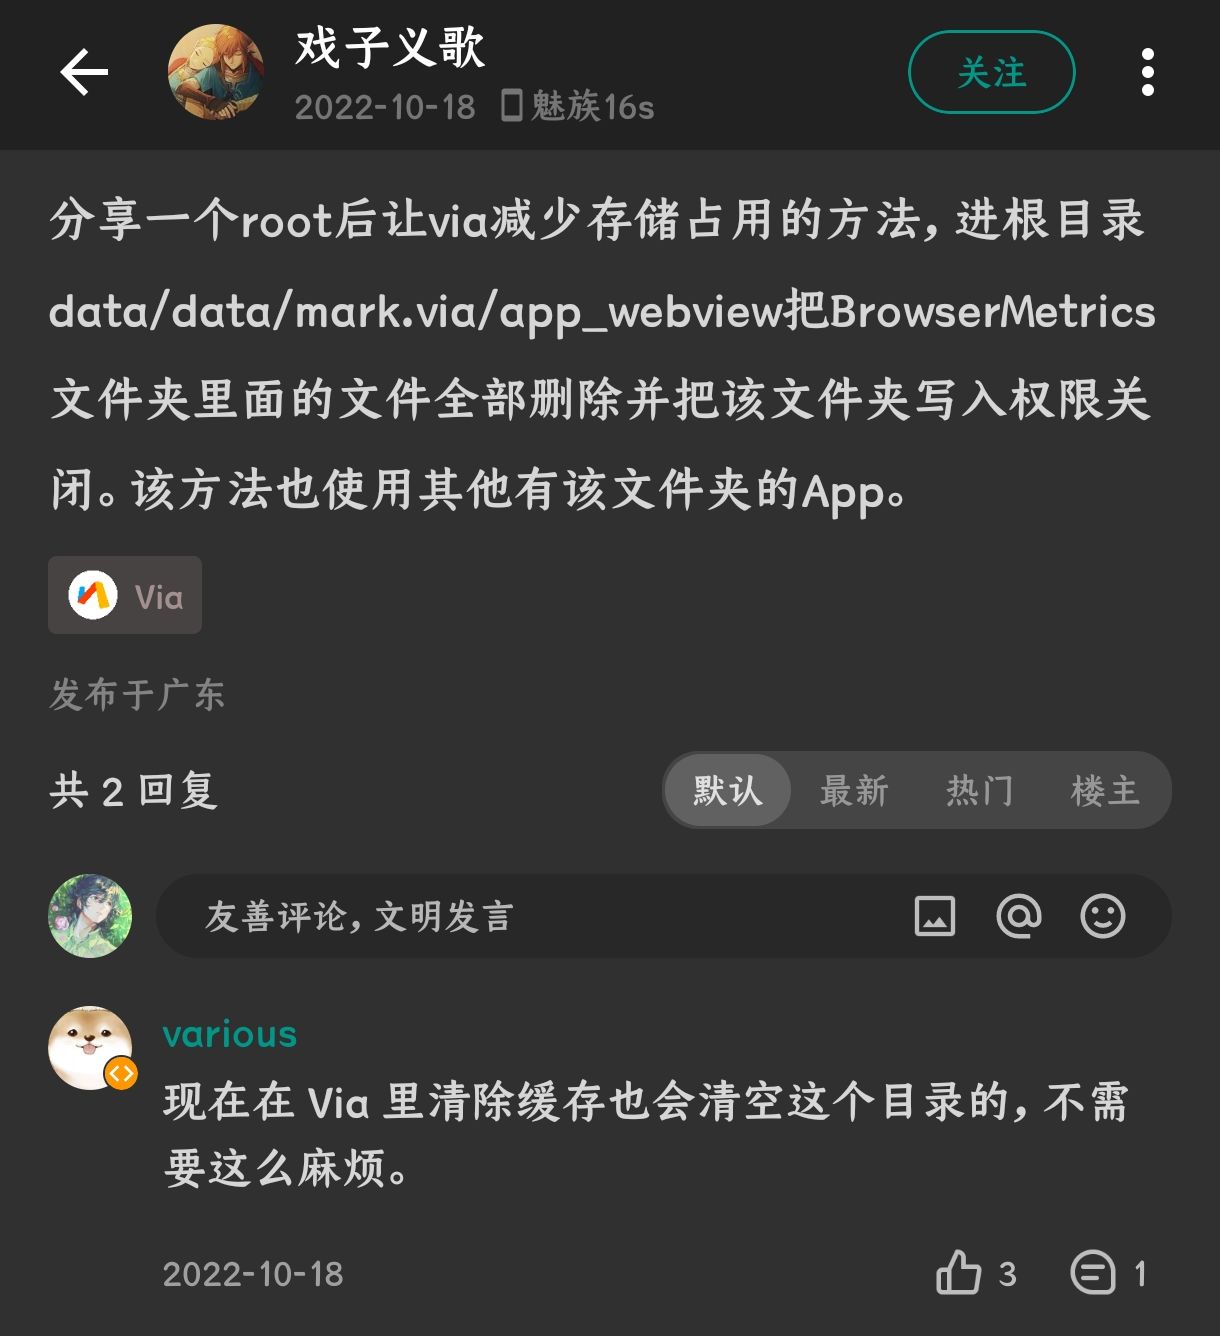 戏子义歌
2022-10-18 魅族16s
关注
分享一个root后让via减少存储占用的方法，进根目录
data/data/mark.via/app_webview把BrowserMetrics
文件夹里面的文件全部删除并把该文件夹写入权限关
闭。该方法也使用其他有该文件夹的App。
Via
发布于广东
共 2 回复
默认 最新 热门 楼主
友善评论，文明发言
various
现在在 Via 里清除缓存也会清空这个目录的，不需
要这么麻烦。
2022-10-18
3 1